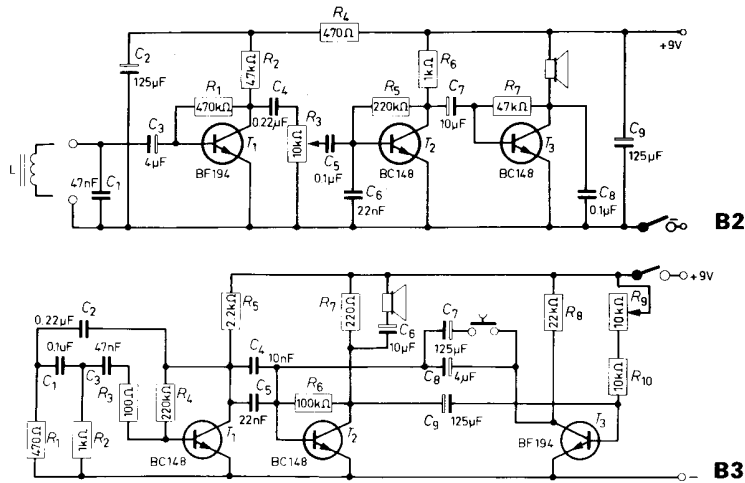 R4
470Ω
+9V
C2
125µF
R2
47kΩ
R6
1kΩ
R1
470kΩ
C4
0.22µF
R5
220kΩ
C7
10µF
R7
47kΩ
C3
4µF
R3
10kΩ
T1
BF194
C5
0.1µF
T2
BC148
T3
BC148
C9
125µF
L
47nF
C1
C6
22nF
C8
0.1µF
−
B2
+9V
R5
2.2kΩ
R7
220Ω
C6
10µF
C7
125µF
R8
22kΩ
R9
10kΩ
C2
0.22µF
0.1uF
C1
47nF
C3
R3
100Ω
R4
220kΩ
C4
10nF
C5
22nF
R6
100kΩ
C8
4µF
C9
125µF
R10
10kΩ
470Ω
R1
1kΩ
R2
T1
BC148
T2
BC148
T3
BF194
−
B3